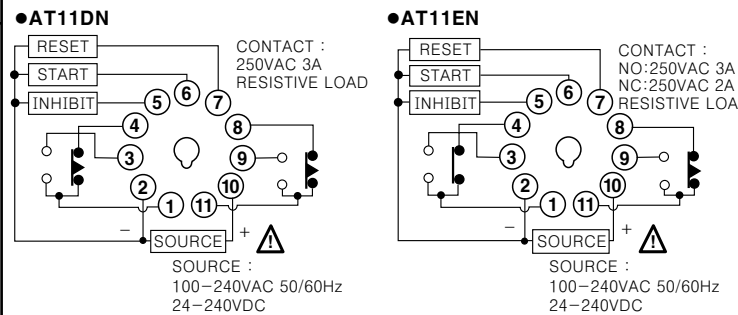 ●AT11DN
RESET
START
INHIBIT
CONTACT :
250VAC 3A
RESISTIVE LOAD
5
6
7
4
8
3
9
2
10
1
11
−
SOURCE
+
SOURCE :
100−240VAC 50/60Hz
24−240VDC
●AT11EN
RESET
START
INHIBIT
CONTACT :
NO:250VAC 3A
NC:250VAC 2A
RESISTIVE LOA
5
6
7
4
8
3
9
2
10
1
11
−
SOURCE
+
SOURCE :
100−240VAC 50/60Hz
24−240VDC